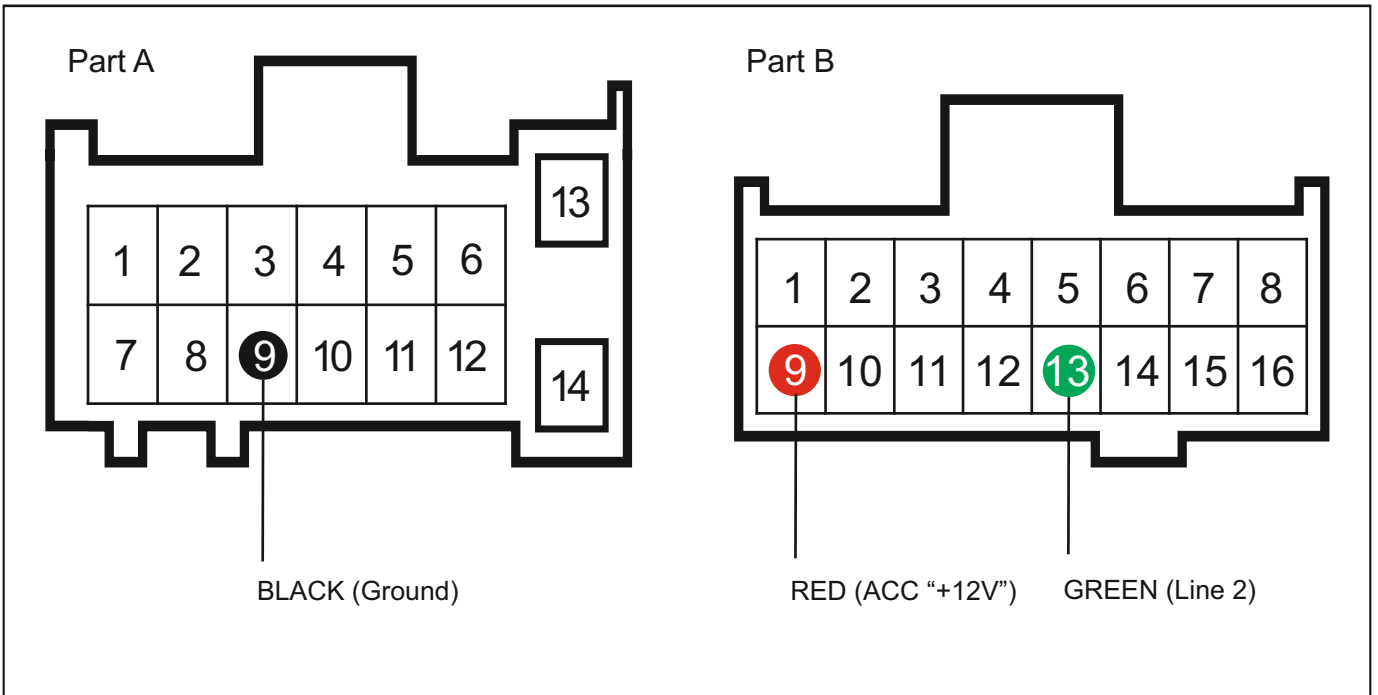 Part A
13
1 2 3 4 5 6
7 8 9 10 11 12
14
BLACK (Ground)
Part B
1 2 3 4 5 6 7 8
9 10 11 12 13 14 15 16
RED (ACC “+12V”)
GREEN (Line 2)